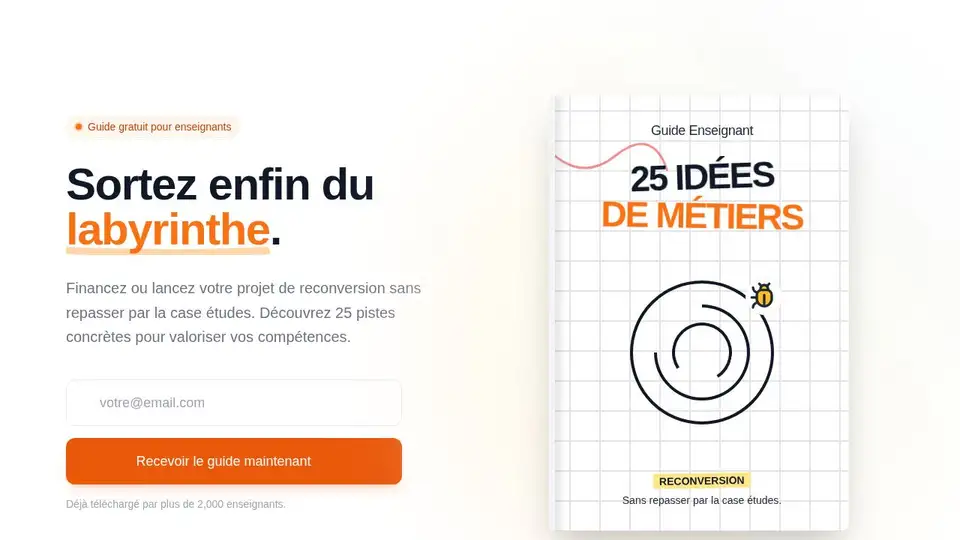 Guide gratuit pour enseignants
Sortez enfin du
labyrinthe.
Financez ou lancez votre projet de reconversion sans
repasser par la case études. Découvrez 25 pistes
concrètes pour valoriser vos compétences.
votre@email.com
Recevoir le guide maintenant
Déjà téléchargé par plus de 2,000 enseignants.
Guide Enseignant
25 IDÉES
DE MÉTIERS
RECONVERSION
Sans repasser par la case études.